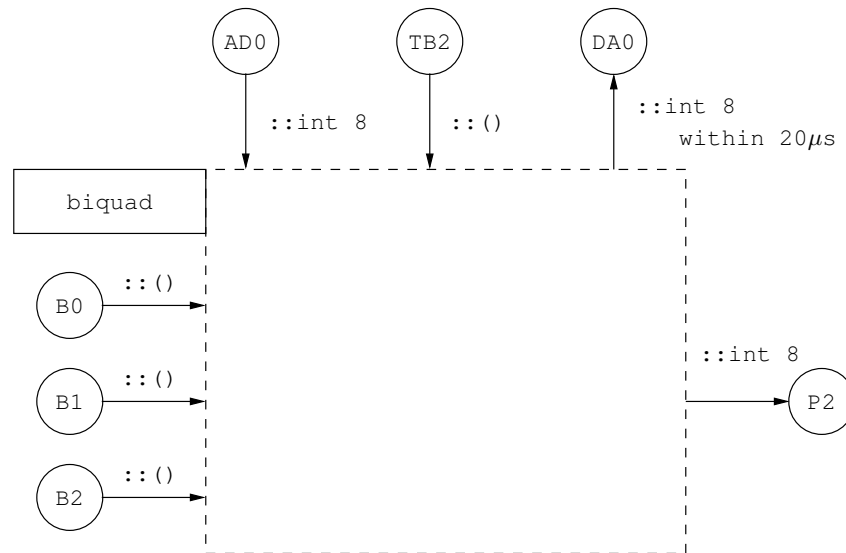 AD0 TB2 DA0
::int 8 ::() ::int 8
within 20μs
biquad
::()
B0
::int 8
::()
B1 P2
::()
B2